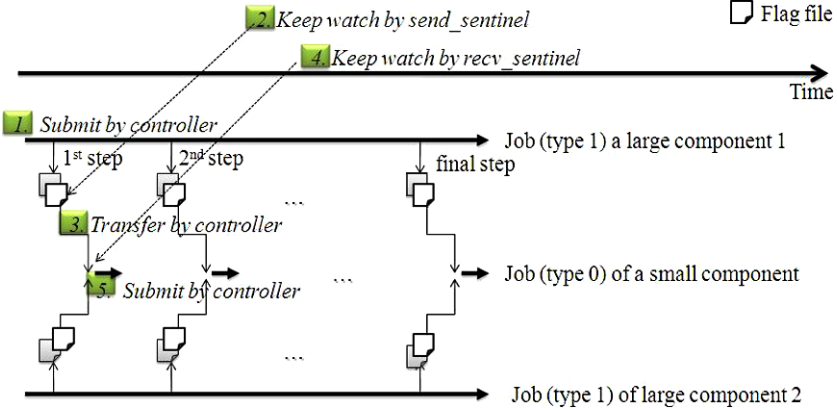 2. Keep watch by send_sentinel
Flag file
4. Keep watch by recv_sentinel
Time
1. Submit by controller
Job (type 1) a large component 1
1st step
2nd step
final step
...
3. Transfer by controller
Job (type 0) of a small component
...
5. Submit by controller
...
Job (type 1) of large component 2